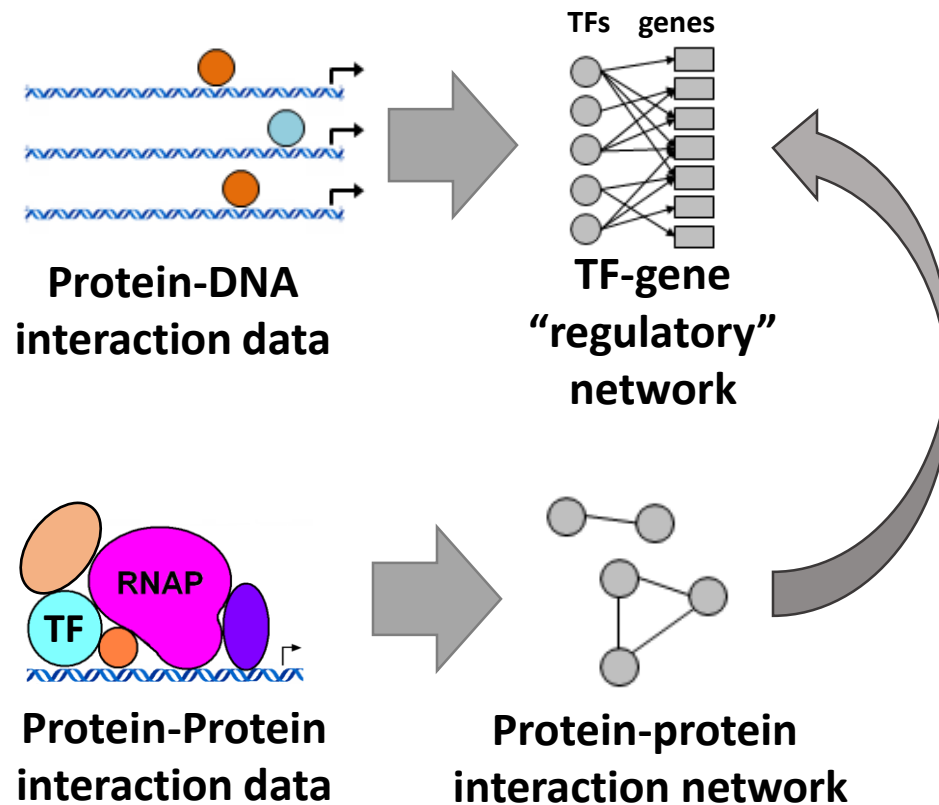 TFs genes
Protein-DNA
interaction data
TF-gene
“regulatory”
network
RNAP
TF
Protein-Protein
interaction data
Protein-protein
interaction network